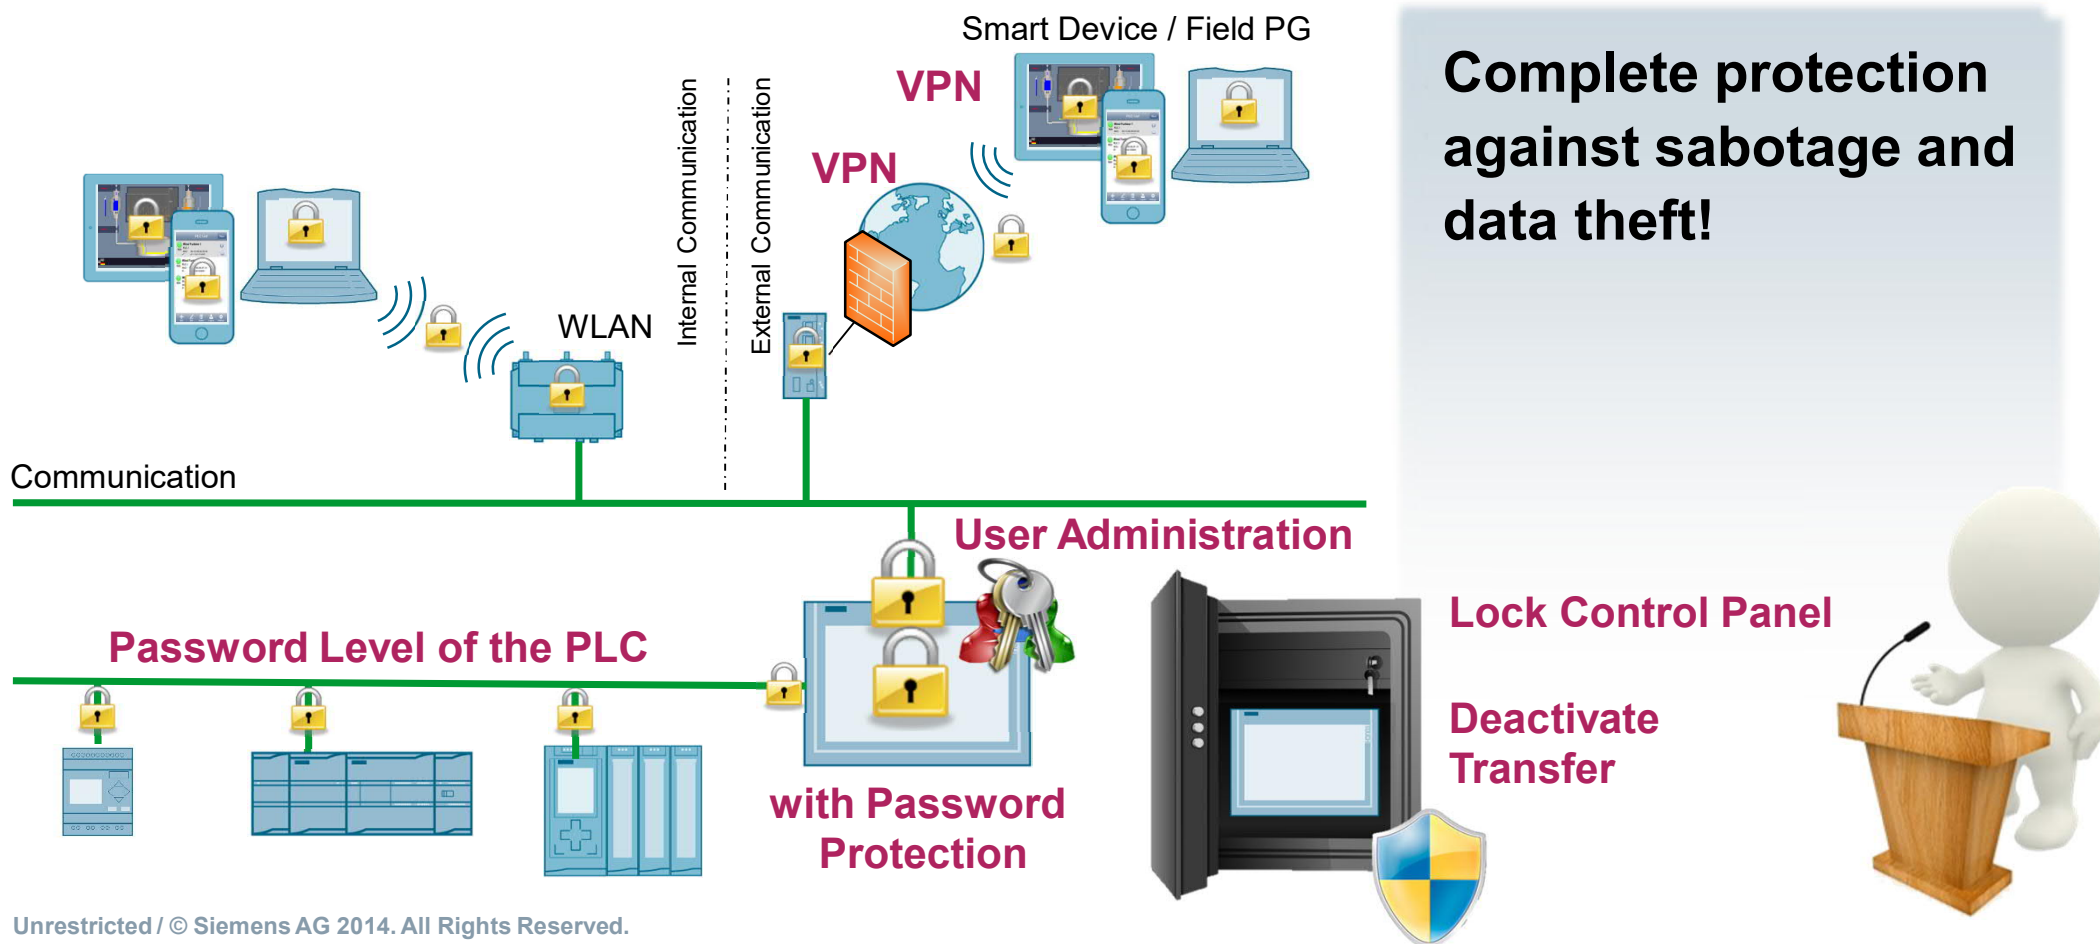 Smart Device / Field PG
VPN
VPN
Internal Communication
External Communication
WLAN
Communication
Complete protection
against sabotage and
data theft!
User Administration
Password Level of the PLC
with Password
Protection
Lock Control Panel
Deactivate
Transfer
Unrestricted / © Siemens AG 2014. All Rights Reserved.